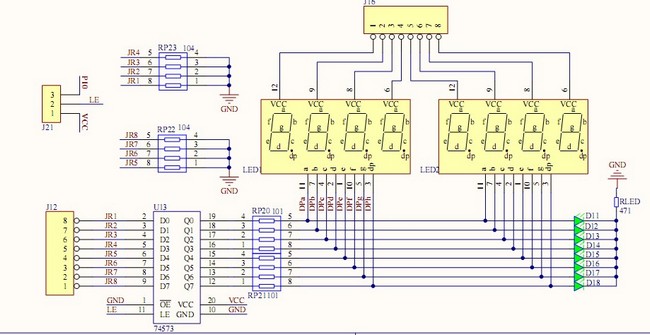 J16
1 2 3 4 5 6 7 8
JR4 5 RP23 104 4
JR3 6 3
JR2 7 2
JR1 8 1
GND
P10
3
2 LE
1
J21 VCC
JR8 5 RP22 104 4
JR7 6 3
JR6 7 2
JR5 8 1
GND
12 9 8 6 12 9 8 6
VCC VCC VCC VCC VCC VCC VCC VCC
a a a a a a a a
f b f b f b f b f b f b f b f b
g g g g g g g g
e d c e d c e d c e d c e d c e d c e d c e d c
dp dp dp dp dp dp dp dp
LED1 LED2
a b c d e f g dp a b c d e f g dp
11 7 4 2 1 10 5 3 11 7 4 2 1 10 5 3
DPa DPb DPc DPd DPe DPf DPg DPh
GND
RLED
471
J12 U13
8 JR1 2 D0 Q0 19 4 RP20 101 5 D11
7 JR2 3 D1 Q1 18 3 6 D12
6 JR3 4 D2 Q2 17 2 7 D13
5 JR4 5 D3 Q3 16 1 8 D14
4 JR5 6 D4 Q4 15 4 5 D15
3 JR6 7 D5 Q5 14 3 6 D16
2 JR7 8 D6 Q6 13 2 7 D17
1 JR8 9 D7 Q7 12 1 8 D18
RP21 101
GND 1 OE VCC 20 VCC
LE 11 LE GND 10 GND
74573